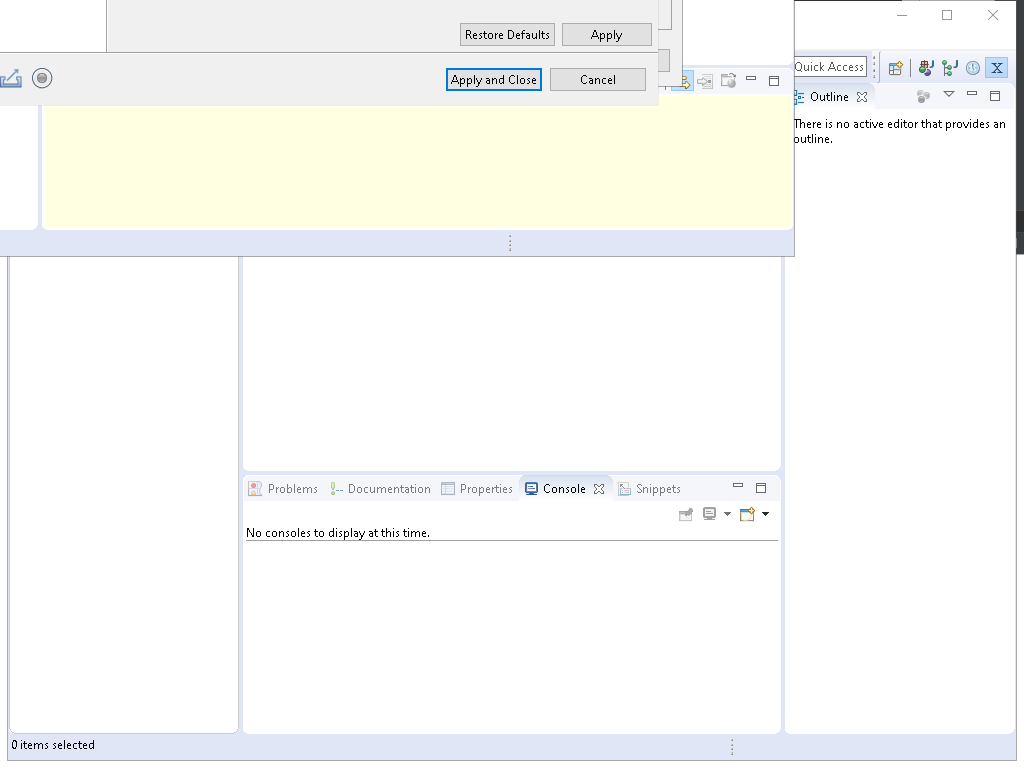 Restore Defaults
Apply
Apply and Close
Cancel
Quick Access
X
Outline
There is no active editor that provides an
outline.
Problems
Documentation
Properties
Console
Snippets
No consoles to display at this time.
0 items selected